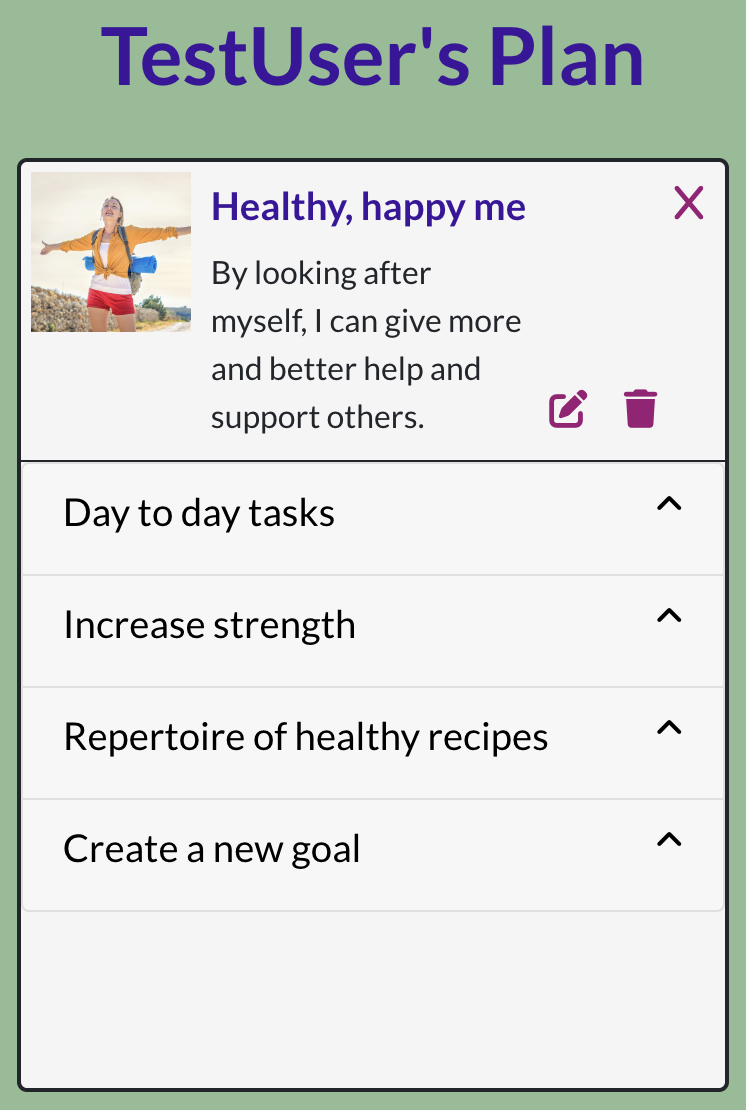 TestUser's Plan
Healthy, happy me
By looking after
myself, I can give more
and better help and
support others.
Day to day tasks
Increase strength
Repertoire of healthy recipes
Create a new goal